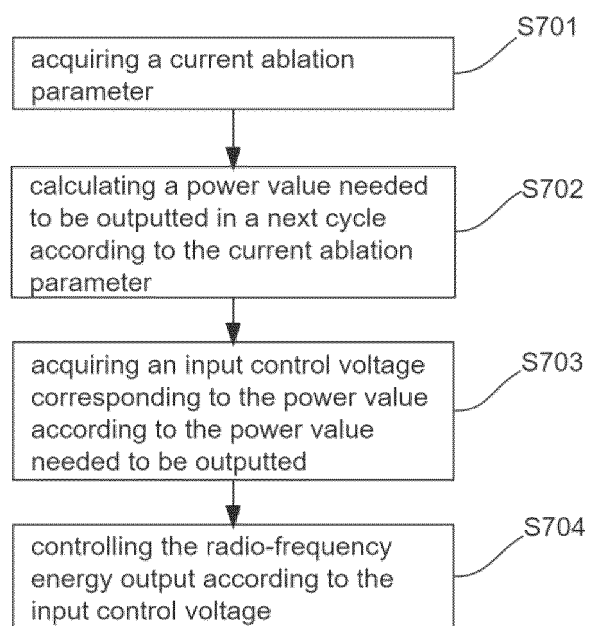 S701
acquiring a current ablation
parameter
S702
calculating a power value needed
to be outputted in a next cycle
according to the current ablation
parameter
S703
acquiring an input control voltage
corresponding to the power value
according to the power value
needed to be outputted
S704
controlling the radio-frequency
energy output according to the
input control voltage